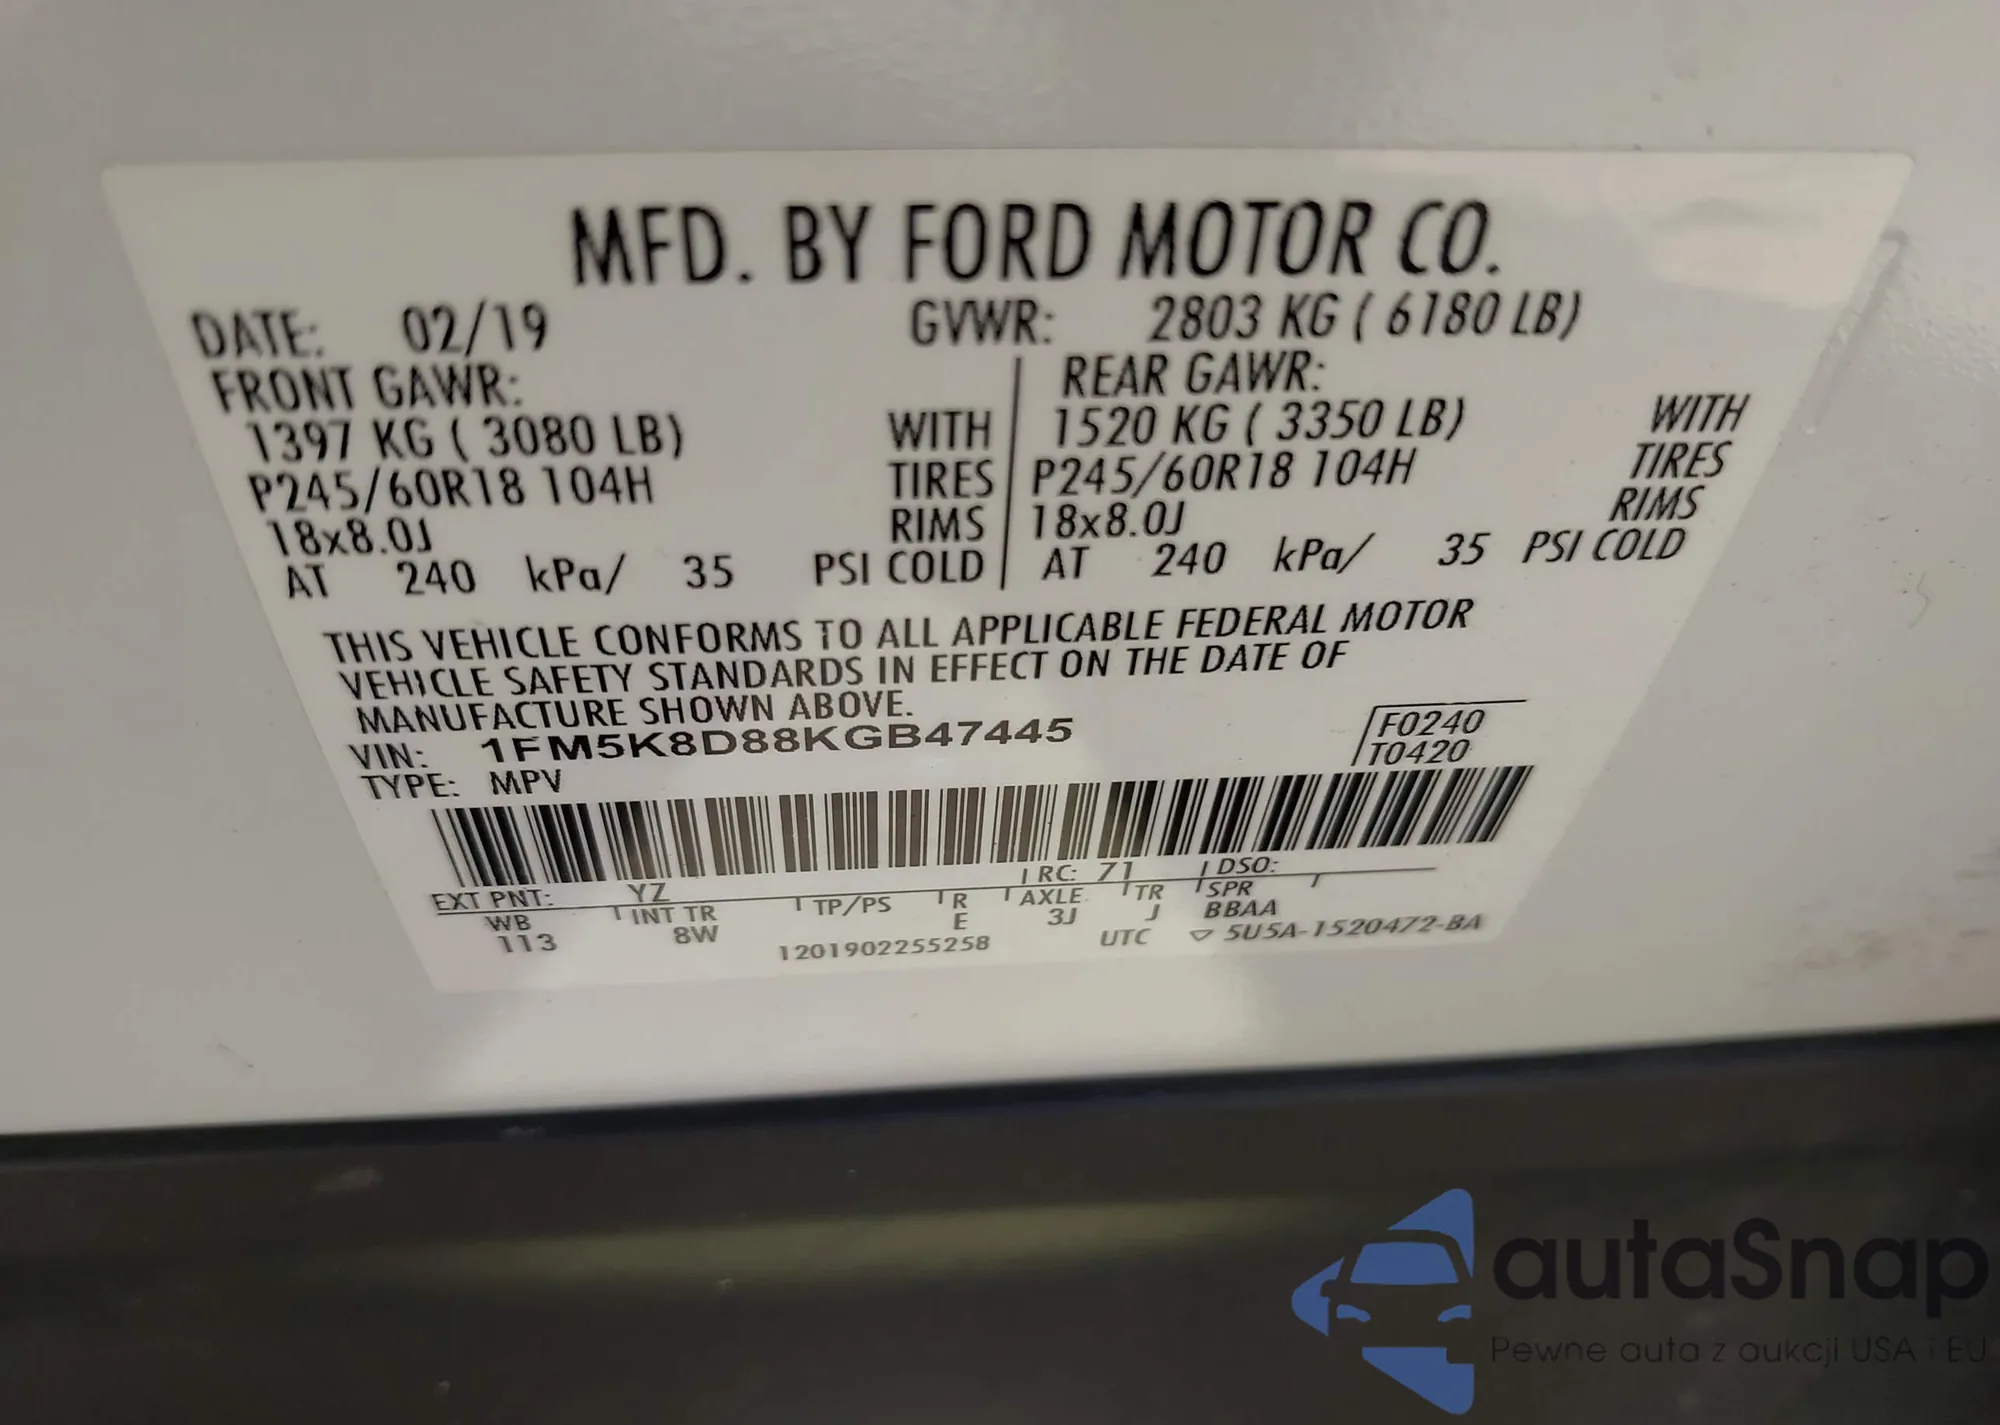 MFD. BY FORD MOTOR CO.
DATE: 02/19 GVWR: 2803 KG ( 6180 LB)
FRONT GAWR: REAR GAWR:
1397 KG ( 3080 LB) WITH 1520 KG ( 3350 LB) WITH
P245/60R18 104H TIRES P245/60R18 104H TIRES
18x8.0J RIMS 18x8.0J RIMS
AT 240 kPa/ 35 PSI COLD AT 240 kPa/ 35 PSI COLD
THIS VEHICLE CONFORMS TO ALL APPLICABLE FEDERAL MOTOR
VEHICLE SAFETY STANDARDS IN EFFECT ON THE DATE OF
MANUFACTURE SHOWN ABOVE.
VIN: 1FM5K8D88KGB47445 F0240
TYPE: MPV T0420
EXT PNT: YZ RC: 71 DSO:
WB INT TR TP/PS R AXLE TR SPR
113 8W E 3J J BBAA
1201902255258 UTC ▽ 5U5A-1520472-BA
autaSnap
Pewne auta z aukcji USA i EU